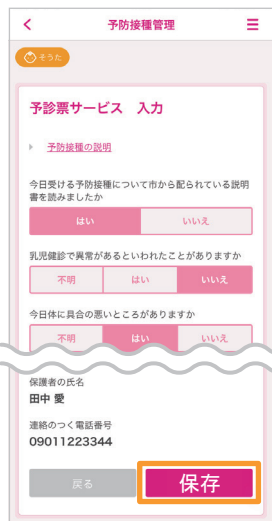 予防接種管理
そうた
予診票サービス 入力
予防接種の説明
今日受ける予防接種について市から配られている説明
書を読みましたか
はい いいえ
乳児健診で異常があるといわれたことがありますか
不明 はい いいえ
今日体に具合の悪いところがありますか
不明 はい いいえ
保護者の氏名
田中 愛
連絡のつく電話番号
09011223344
戻る 保存